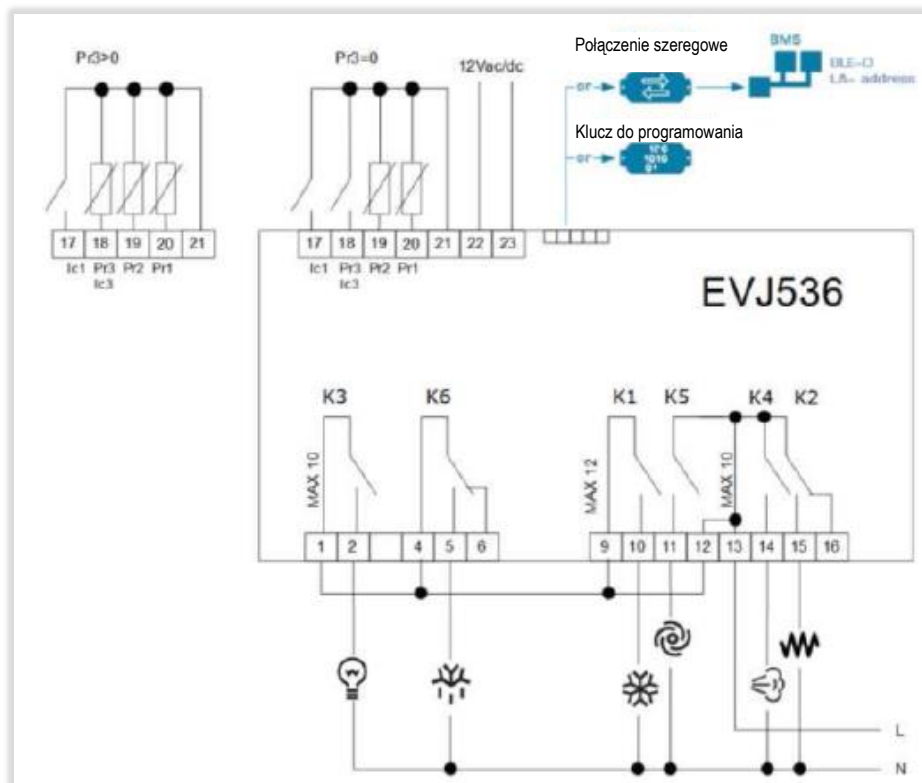 Pr3>0
Pr3=0
12Vac/dc
Połączenie szeregowe
BMS
or
Klucz do programowania
or
17 18 19 20 21
Ic1 Pr3 Pr2 Pr1
Ic3
17 18 19 20 21 22 23
Ic1 Pr3 Pr2 Pr1
Ic3
EVJ536
K3 K6 K1 K5 K4 K2
MAX 10
MAX 12
MAX 10
1 2 4 5 6 9 10 11 12 13 14 15 16
L
N